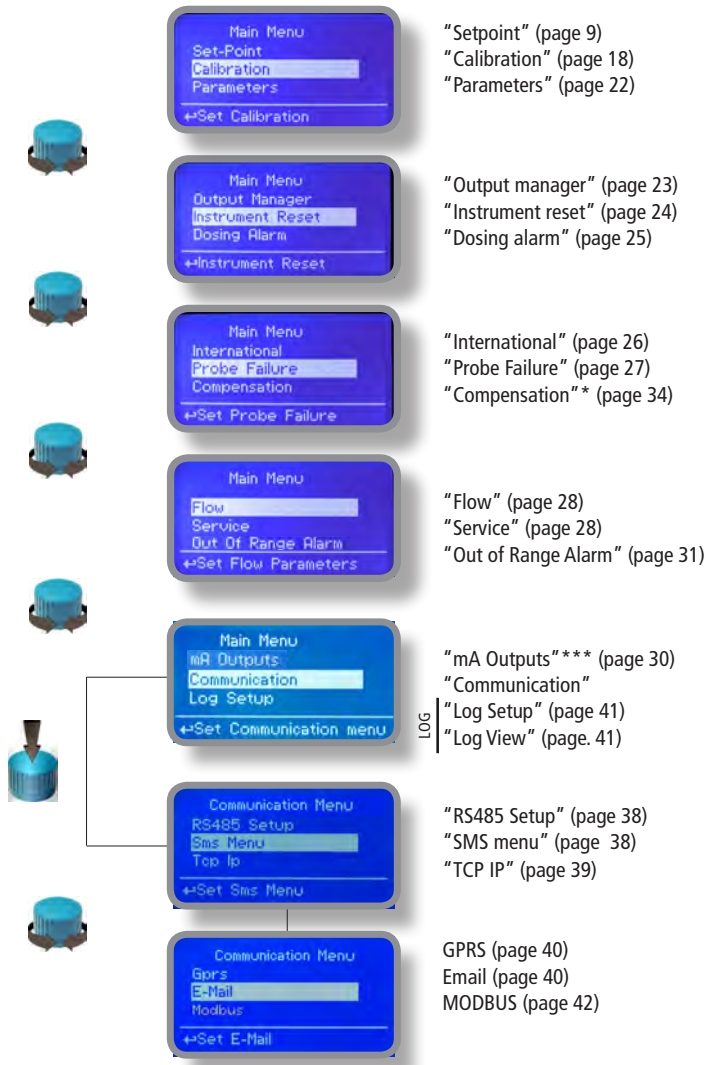 Main Menu
Set-Point
Calibration
Parameters
↵Set Calibration
"Setpoint" (page 9)
"Calibration" (page 18)
"Parameters" (page 22)
Main Menu
Output Manager
Instrument Reset
Dosing Alarm
↵Instrument Reset
"Output manager" (page 23)
"Instrument reset" (page 24)
"Dosing alarm" (page 25)
Main Menu
International
Probe Failure
Compensation
↵Set Probe Failure
"International" (page 26)
"Probe Failure" (page 27)
"Compensation"* (page 34)
Main Menu
Flow
Service
Out Of Range Alarm
↵Set Flow Parameters
"Flow" (page 28)
"Service" (page 28)
"Out of Range Alarm" (page 31)
Main Menu
mA Outputs
Communication
Log Setup
↵Set Communication menu
"mA Outputs"*** (page 30)
"Communication"
LOG
"Log Setup" (page 41)
"Log View" (page. 41)
Communication Menu
RS485 Setup
Sms Menu
Tcp Ip
↵Set Sms Menu
"RS485 Setup" (page 38)
"SMS menu" (page 38)
"TCP IP" (page 39)
Communication Menu
Gprs
E-Mail
Modbus
↵Set E-Mail
GPRS (page 40)
Email (page 40)
MODBUS (page 42)